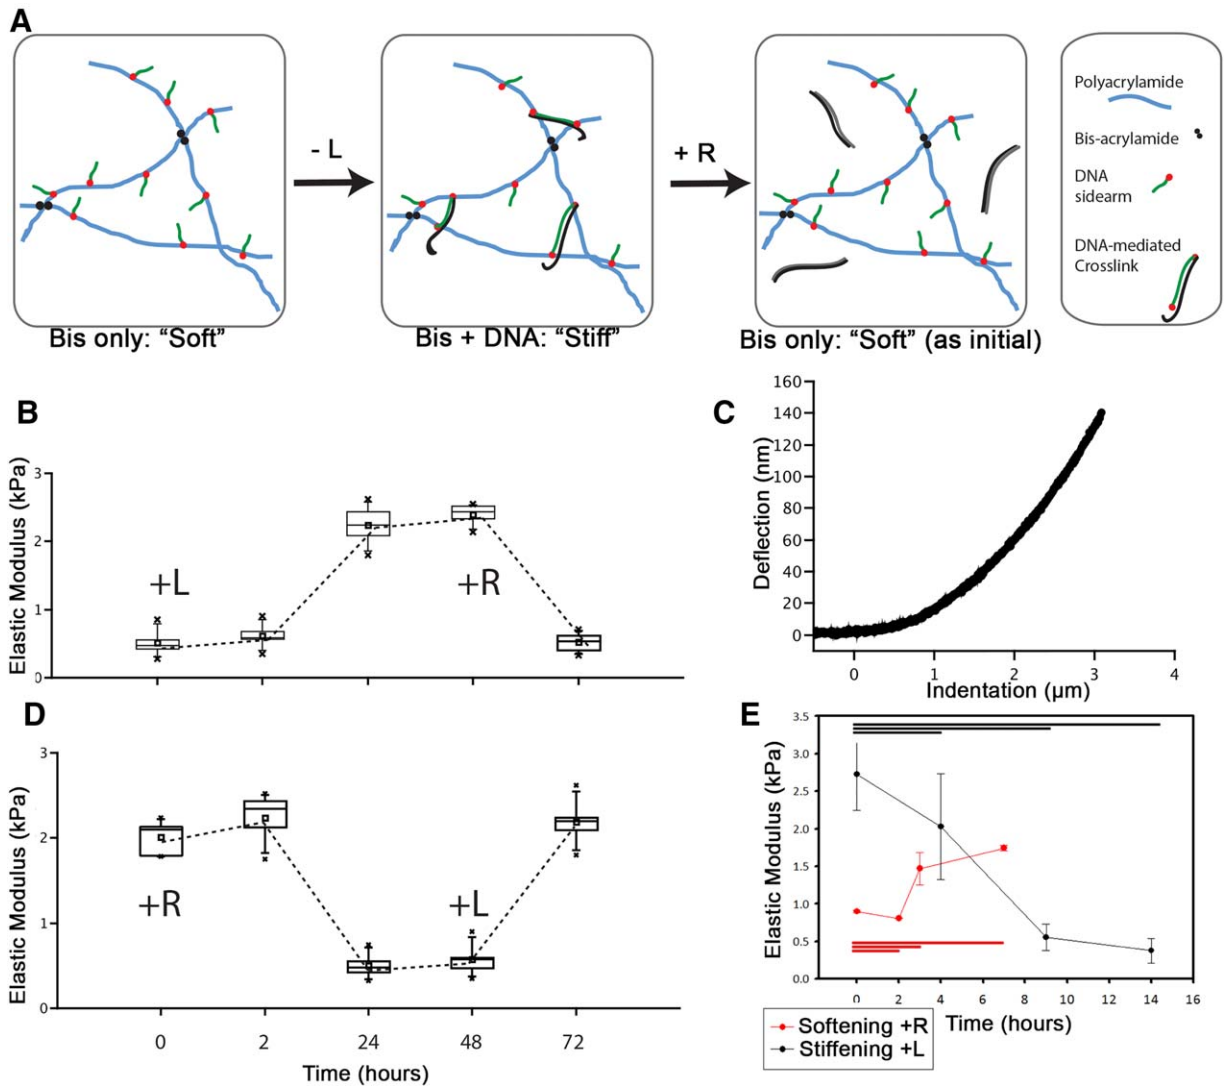 A
- L
+ R
Polyacrylamide
Bis-acrylamide
DNA
sidearm
DNA-mediated
Crosslink
Bis only: “Soft”
Bis + DNA: “Stiff”
Bis only: “Soft” (as initial)
B
Elastic Modulus (kPa)
3
2
1
0
+L
+R
C
Deflection (nm)
160
140
120
100
80
60
40
20
0
0 1 2 3 4
Indentation (μm)
D
Elastic Modulus (kPa)
3
2
1
0
+R
+L
0 2 24 48 72
Time (hours)
E
Elastic Modulus (kPa)
3.5
3.0
2.5
2.0
1.5
1.0
0.5
0.0
0 2 4 6 8 10 12 14 16
Time (hours)
Softening +R
Stiffening +L